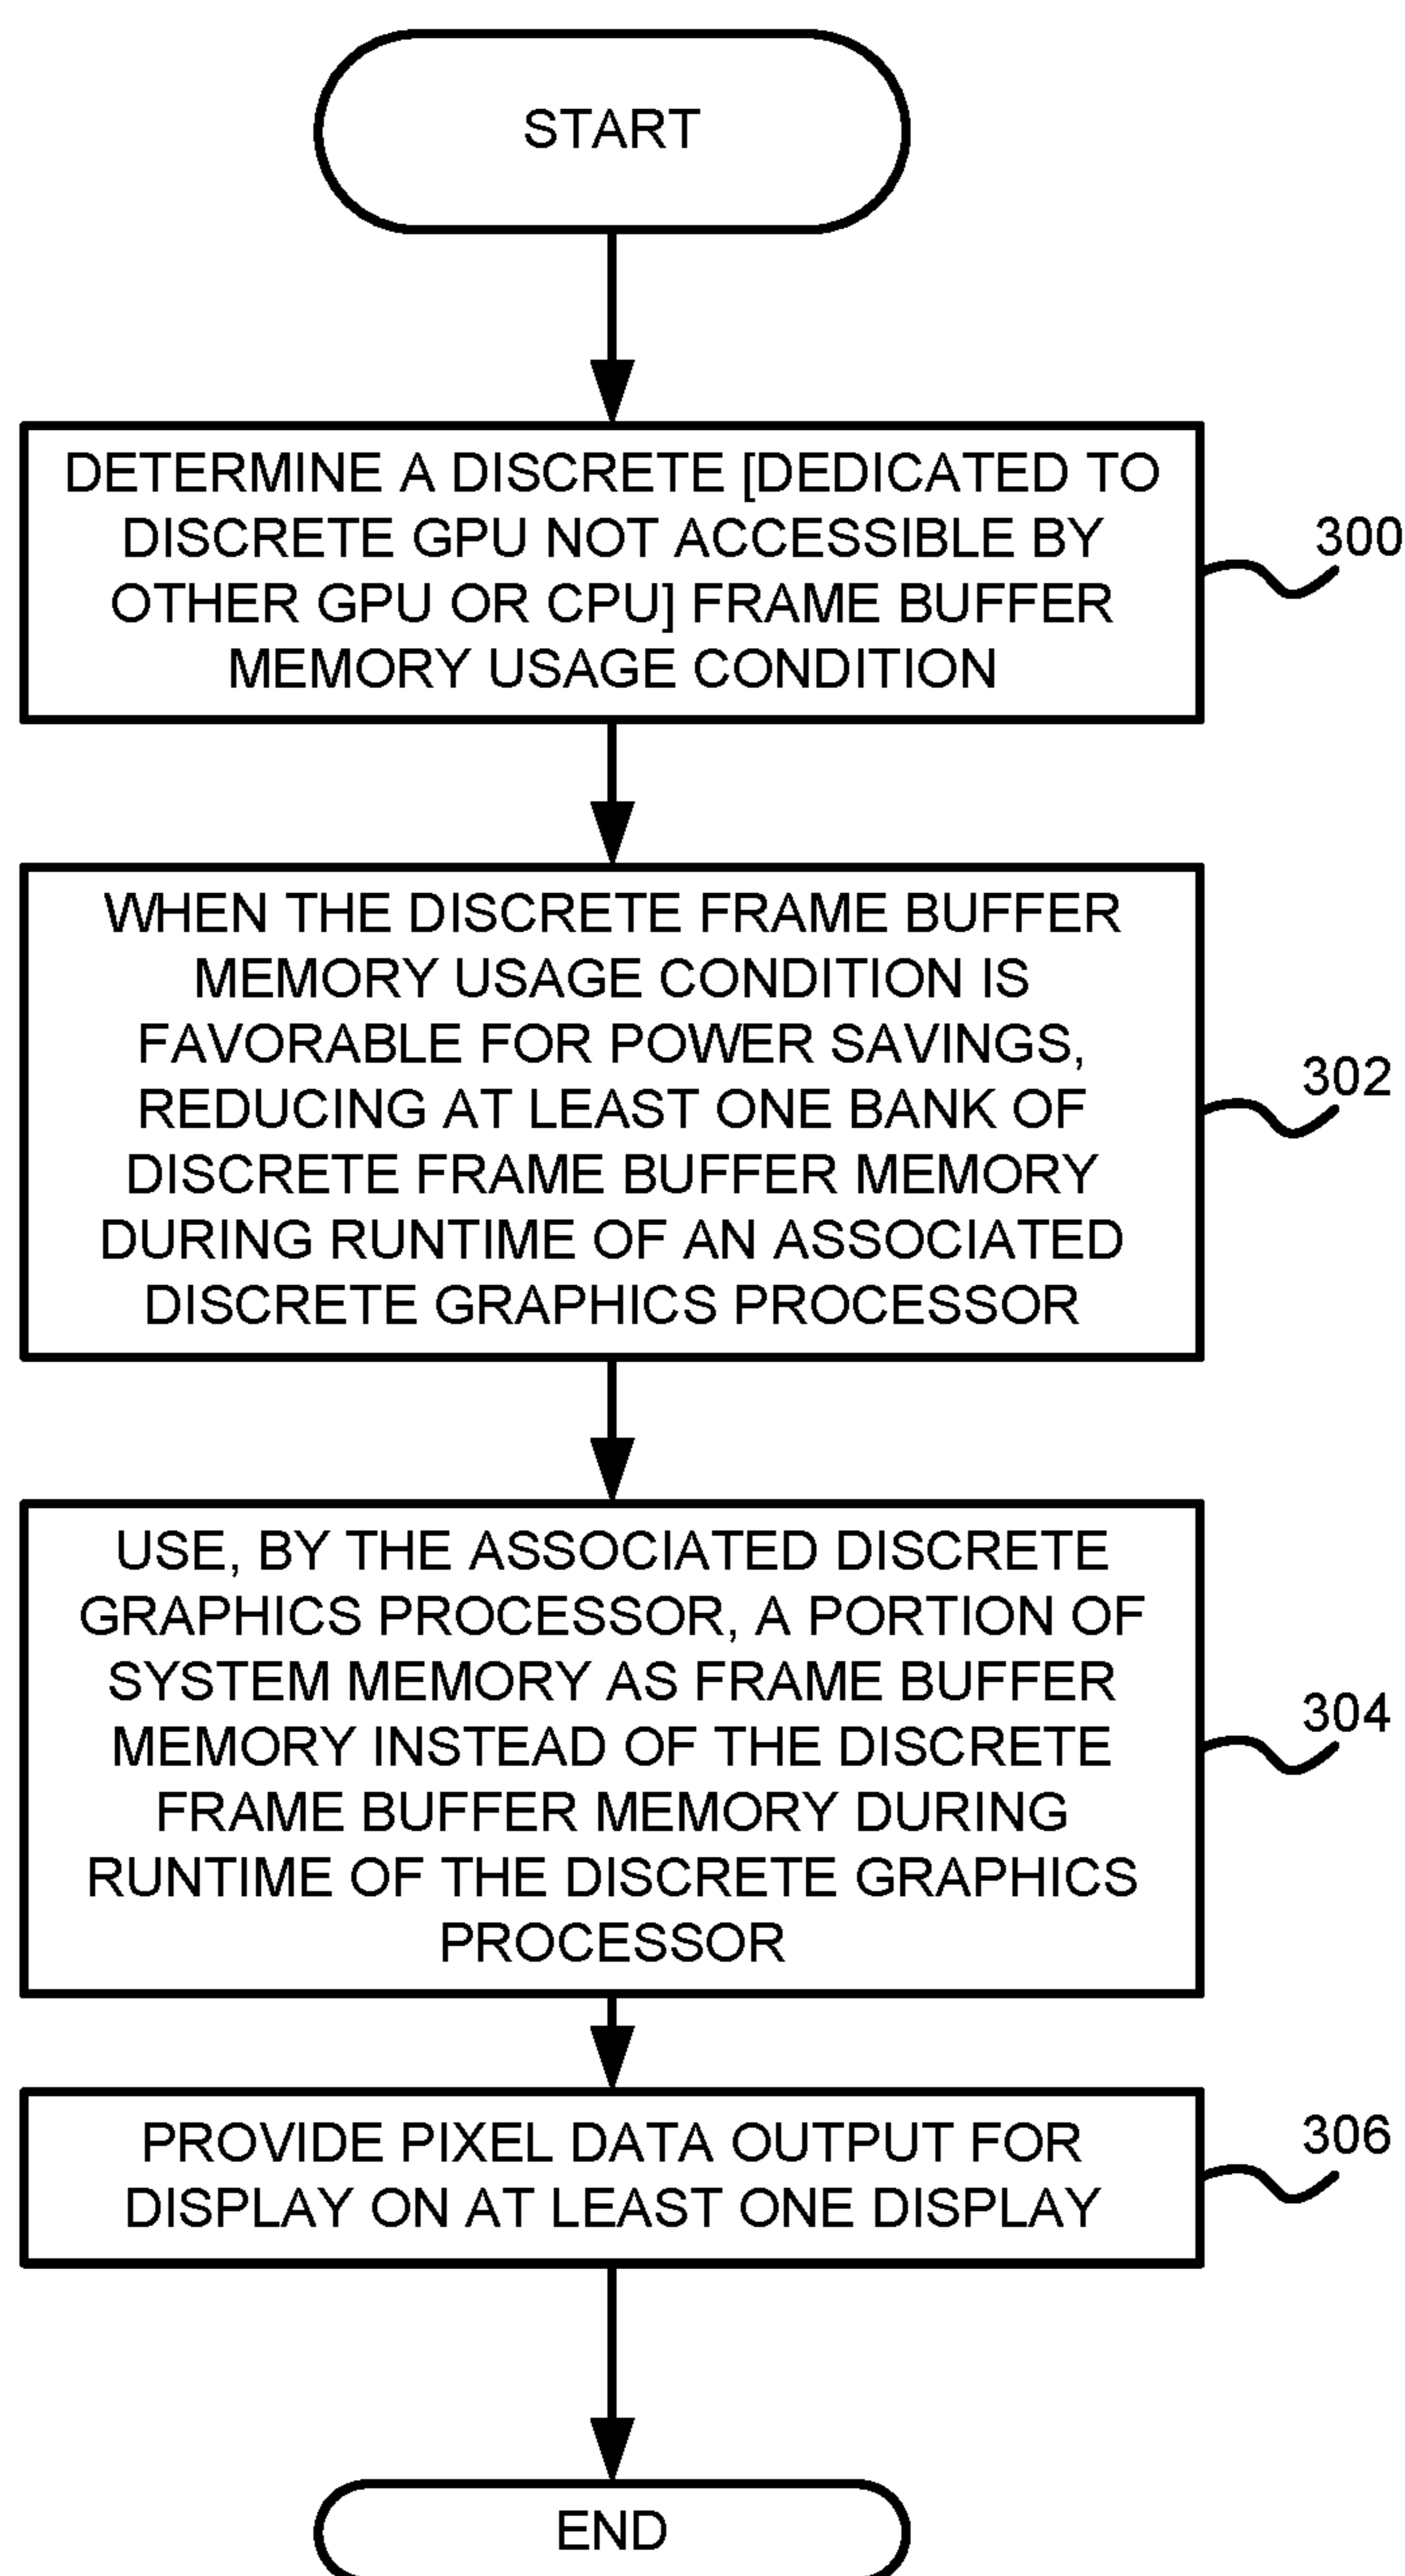 START
DETERMINE A DISCRETE [DEDICATED TO
DISCRETE GPU NOT ACCESSIBLE BY
OTHER GPU OR CPU] FRAME BUFFER
MEMORY USAGE CONDITION
300
WHEN THE DISCRETE FRAME BUFFER
MEMORY USAGE CONDITION IS
FAVORABLE FOR POWER SAVINGS,
REDUCING AT LEAST ONE BANK OF
DISCRETE FRAME BUFFER MEMORY
DURING RUNTIME OF AN ASSOCIATED
DISCRETE GRAPHICS PROCESSOR
302
USE, BY THE ASSOCIATED DISCRETE
GRAPHICS PROCESSOR, A PORTION OF
SYSTEM MEMORY AS FRAME BUFFER
MEMORY INSTEAD OF THE DISCRETE
FRAME BUFFER MEMORY DURING
RUNTIME OF THE DISCRETE GRAPHICS
PROCESSOR
304
PROVIDE PIXEL DATA OUTPUT FOR
DISPLAY ON AT LEAST ONE DISPLAY
306
END